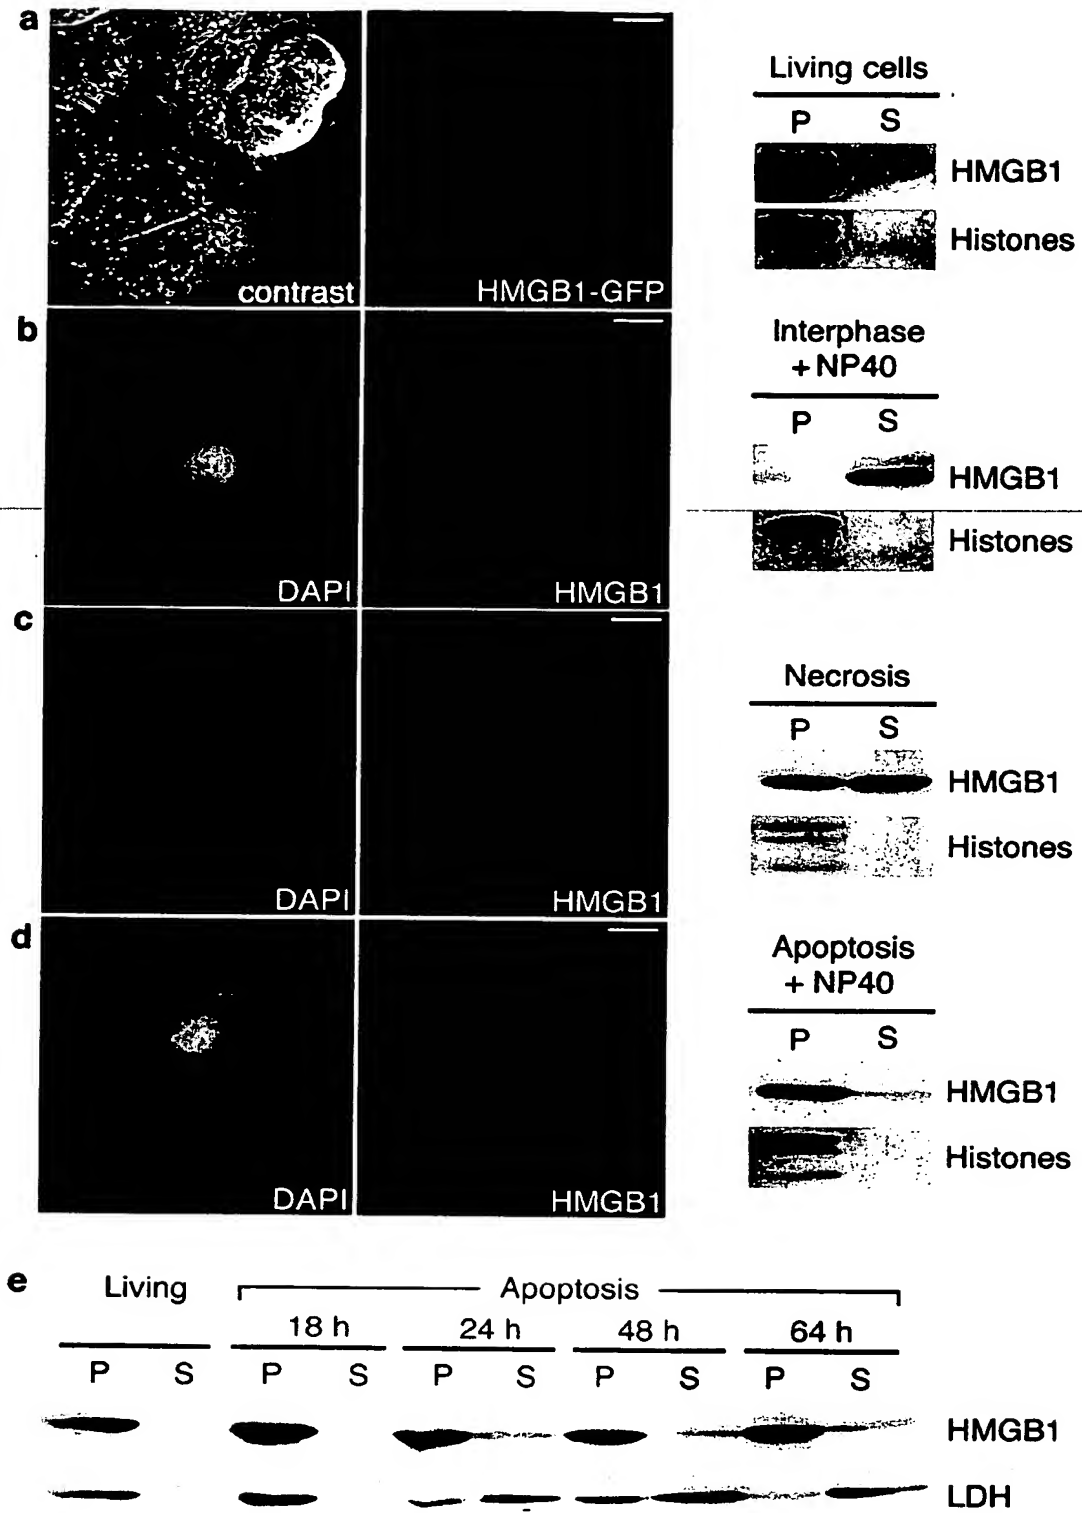 a
contrast
HMGB1-GFP
Living cells
P S
HMGB1
Histones
b
DAPI
HMGB1
Interphase
+ NP40
P S
HMGB1
Histones
c
DAPI
HMGB1
Necrosis
P S
HMGB1
Histones
d
DAPI
HMGB1
Apoptosis
+ NP40
P S
HMGB1
Histones
e
Living Apoptosis
18 h 24 h 48 h 64 h
P S P S P S P S P S
HMGB1
LDH